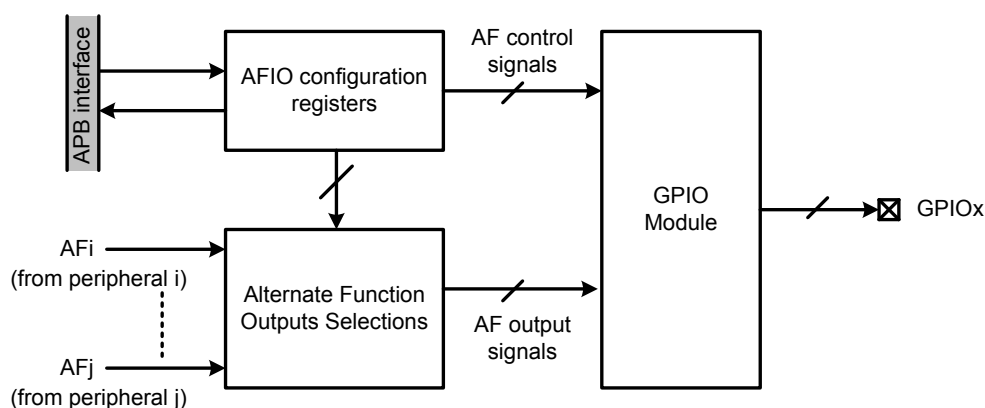 APB interface
AFIO configuration
registers
AF control
signals
GPIO
Module
GPIOx
AFi
(from peripheral i)
Alternate Function
Outputs Selections
AF output
signals
AFj
(from peripheral j)